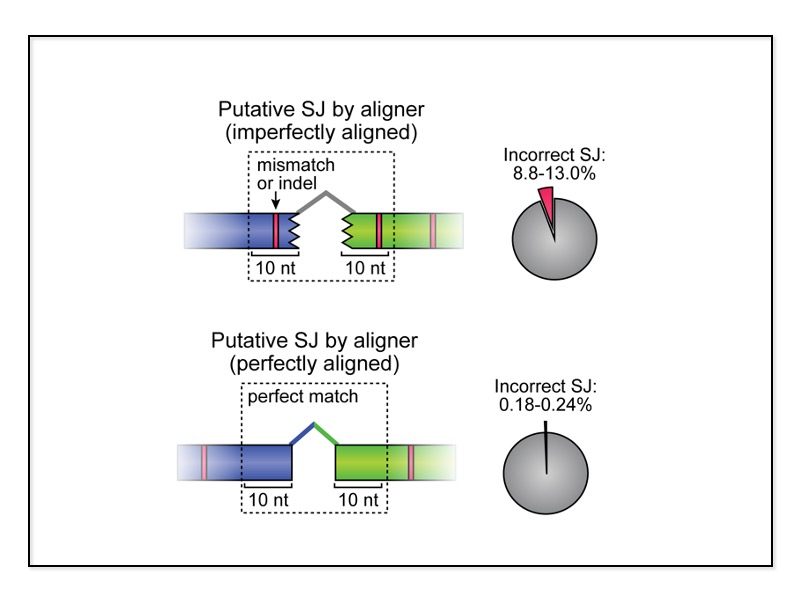 Putative SJ by aligner
(imperfectly aligned)
mismatch
or indel
10 nt
10 nt
Incorrect SJ:
8.8-13.0%
Putative SJ by aligner
(perfectly aligned)
perfect match
10 nt
10 nt
Incorrect SJ:
0.18-0.24%